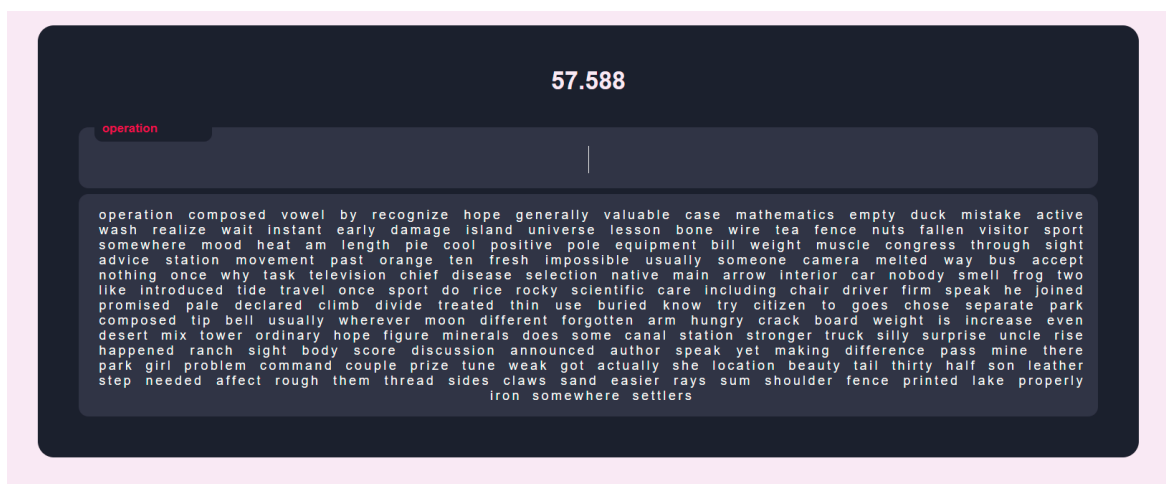 57.588
operation
operation composed vowel by recognize hope generally valuable case mathematics empty duck mistake active
wash realize wait instant early damage island universe lesson bone wire tea fence nuts fallen visitor sport
somewhere mood heat am length pie cool positive pole equipment bill weight muscle congress through sight
advice station movement past orange ten fresh impossible usually someone camera melted way bus accept
nothing once why task television chief disease selection native main arrow interior car nobody smell frog two
like introduced tide travel once sport do rice rocky scientific care including chair driver firm speak he joined
promised pale declared climb divide treated thin use buried know try citizen to goes chose separate park
composed tip bell usually wherever moon different forgotten arm hungry crack board weight is increase even
desert mix tower ordinary hope figure minerals does some canal station stronger truck silly surprise uncle rise
happened ranch sight body score discussion announced author speak yet making difference pass mine there
park girl problem command couple prize tune weak got actually she location beauty tail thirty half son leather
step needed affect rough them thread sides claws sand easier rays sum shoulder fence printed lake properly
iron somewhere settlers